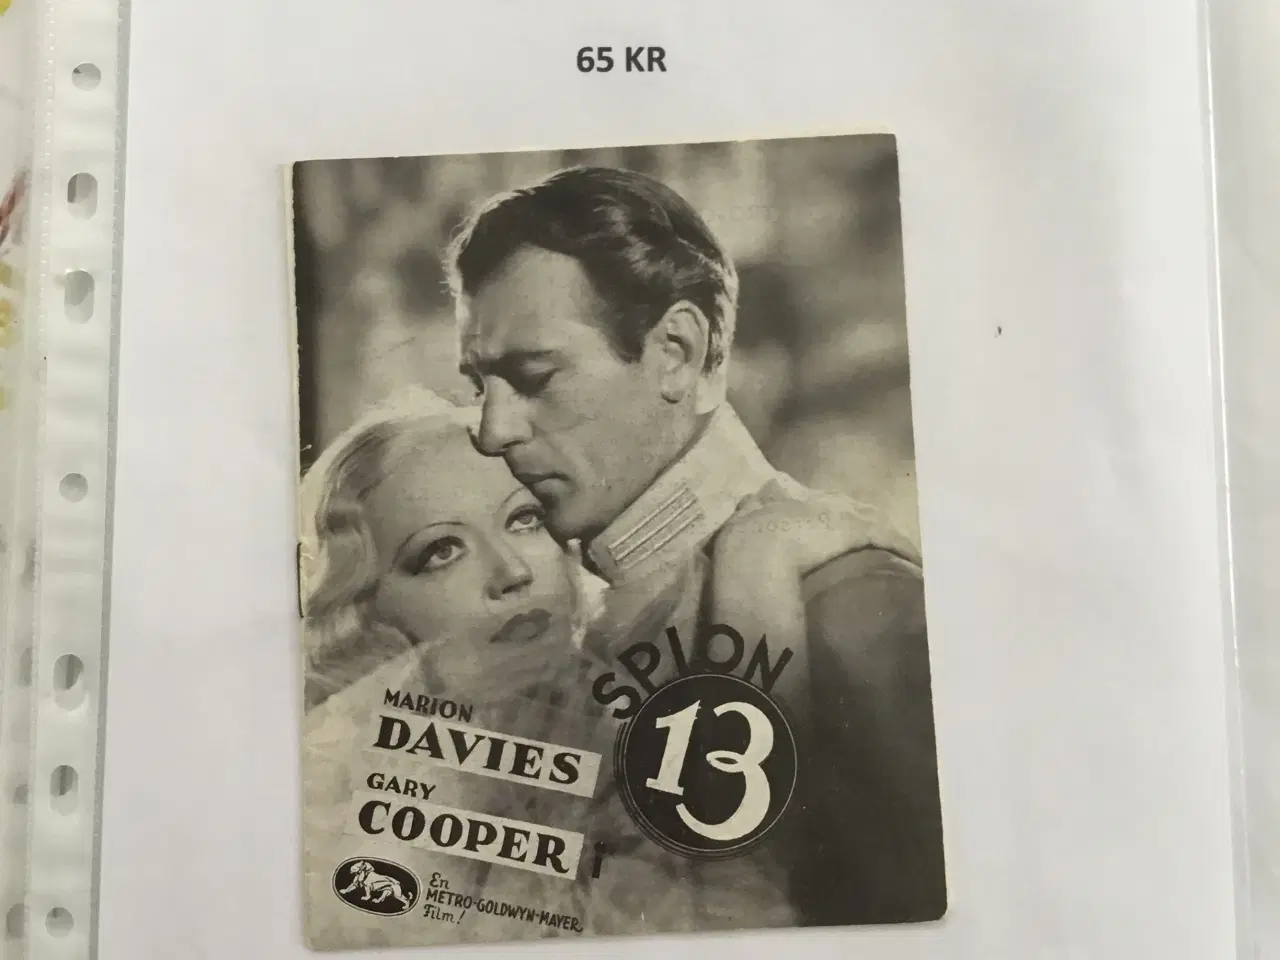 65 KR
SPION
13
MARION
DAVIES
GARY
COOPER i
En
METRO-GOLDWYN-MAYER
Film!